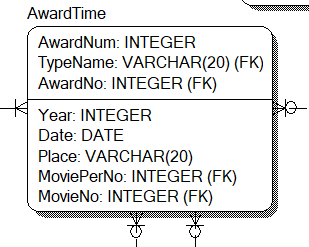 AwardTime
AwardNum: INTEGER
TypeName: VARCHAR(20) (FK)
AwardNo: INTEGER (FK)
Year: INTEGER
Date: DATE
Place: VARCHAR(20)
MoviePerNo: INTEGER (FK)
MovieNo: INTEGER (FK)